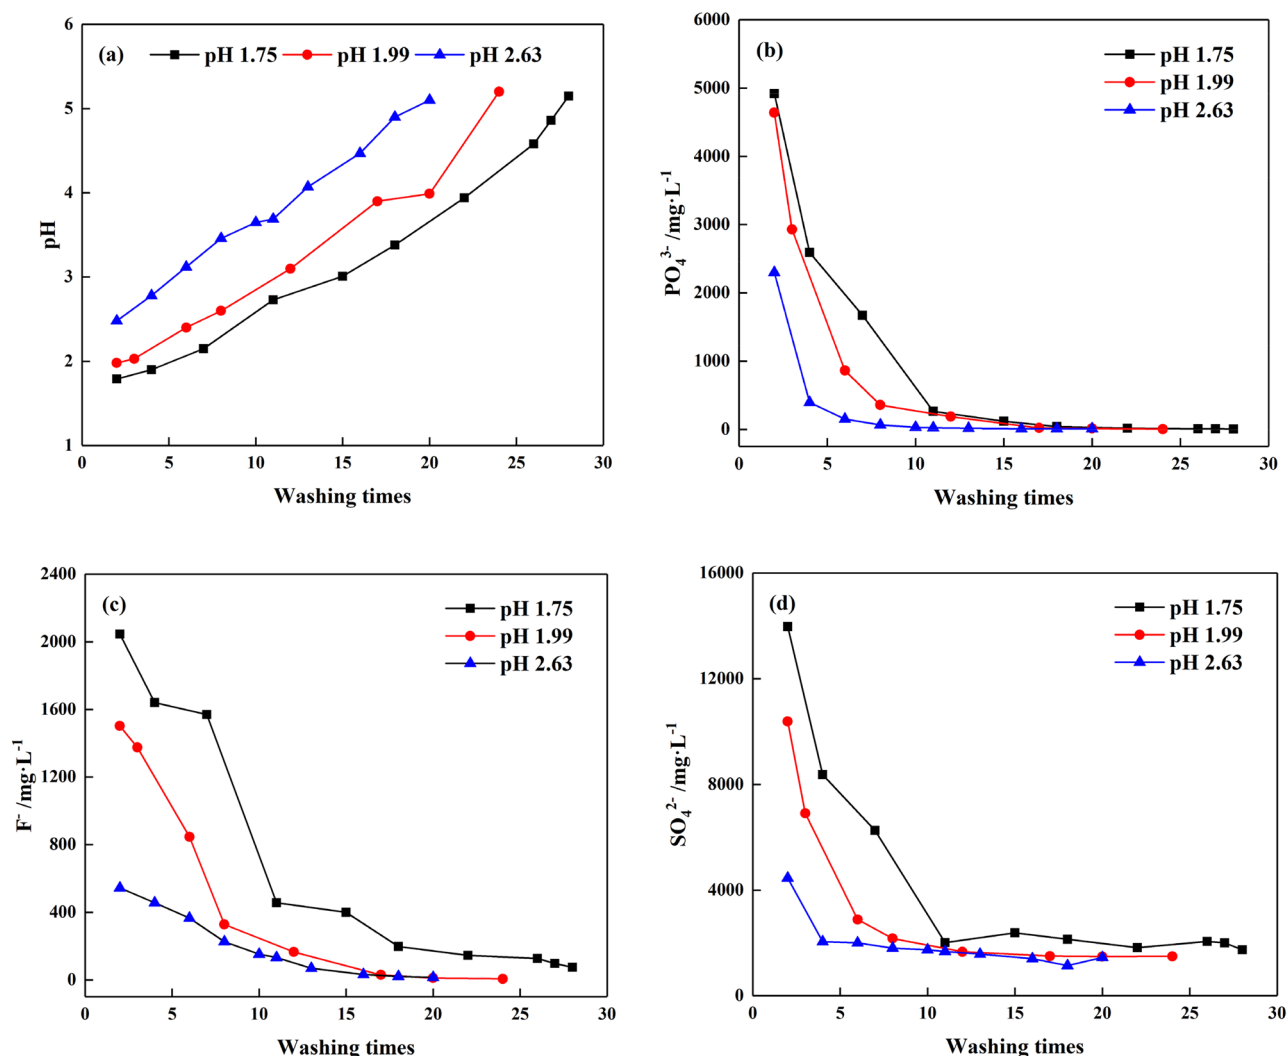 (a) pH 1.75 pH 1.99 pH 2.63
6
5
4
3
2
1
pH
0 5 10 15 20 25 30
Washing times
(b)
pH 1.75
pH 1.99
pH 2.63
6000
5000
4000
3000
2000
1000
0
PO₄³⁻ /mg·L⁻¹
0 5 10 15 20 25 30
Washing times
(c)
pH 1.75
pH 1.99
pH 2.63
2400
2000
1600
1200
800
400
0
F⁻ /mg·L⁻¹
0 5 10 15 20 25 30
Washing times
(d)
pH 1.75
pH 1.99
pH 2.63
16000
12000
8000
4000
0
SO₄²⁻ /mg·L⁻¹
0 5 10 15 20 25 30
Washing times